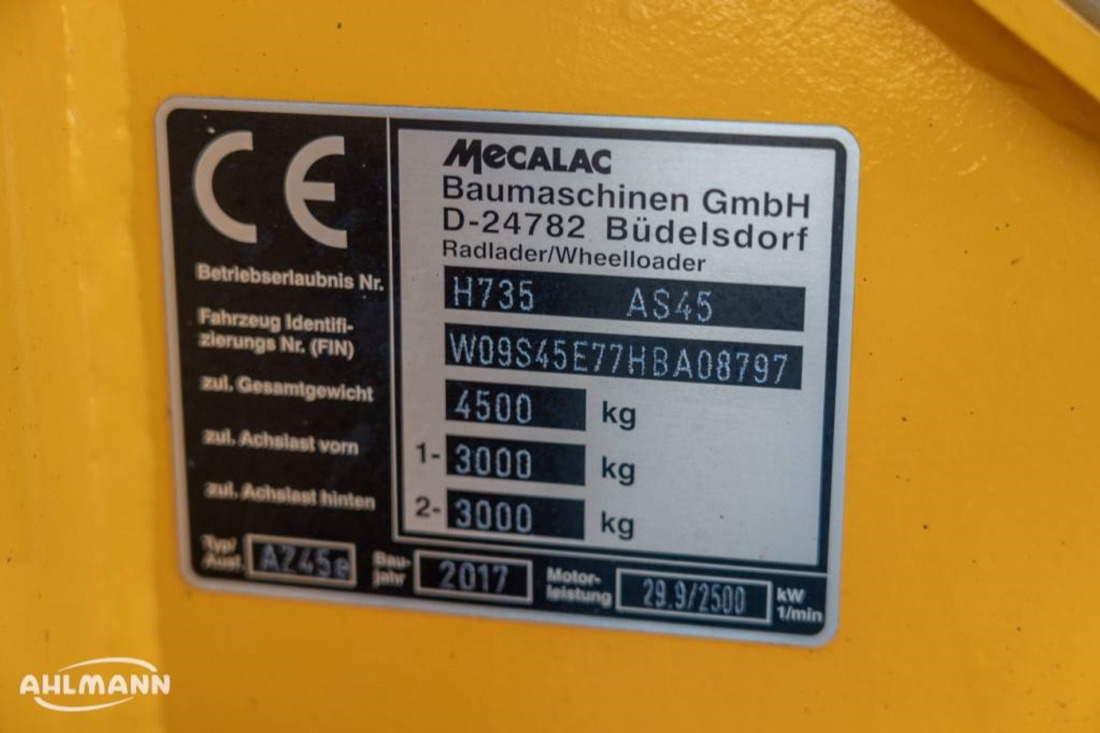 CE
MECALAC
Baumaschinen GmbH
D-24782 Büdelsdorf
Radlader/Wheelloader
Betriebserlaubnis Nr. H735 AS45
Fahrzeug Identifi-
zierungs Nr. (FIN) W09S45E77HBA08797
zul. Gesamtgewicht 4500 kg
zul. Achslast vorn 1- 3000 kg
zul. Achslast hinten 2- 3000 kg
Typ/
Ausf. AZ45e
Bau-
jahr 2017
Motor-
leistung 29.9/2500 kW
1/min
AHLMANN